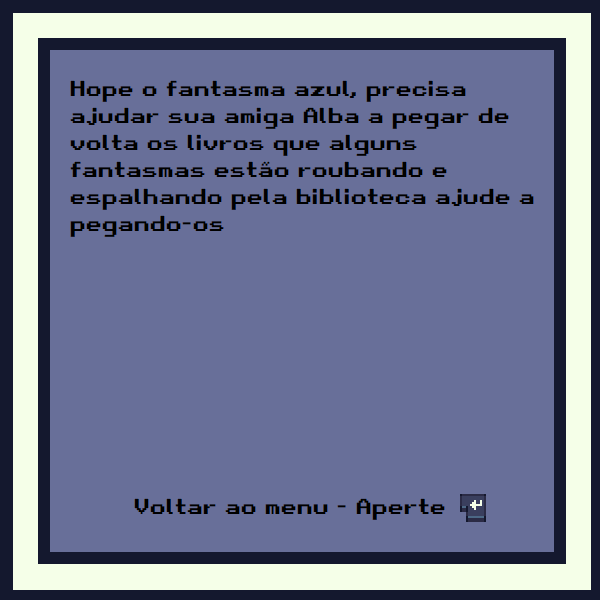 Hope o fantasma azul, precisa
ajudar sua amiga Alba a pegar de
volta os livros que alguns
fantasmas estão roubando e
espalhando pela biblioteca ajude a
pegando-os
Voltar ao menu - Aperte